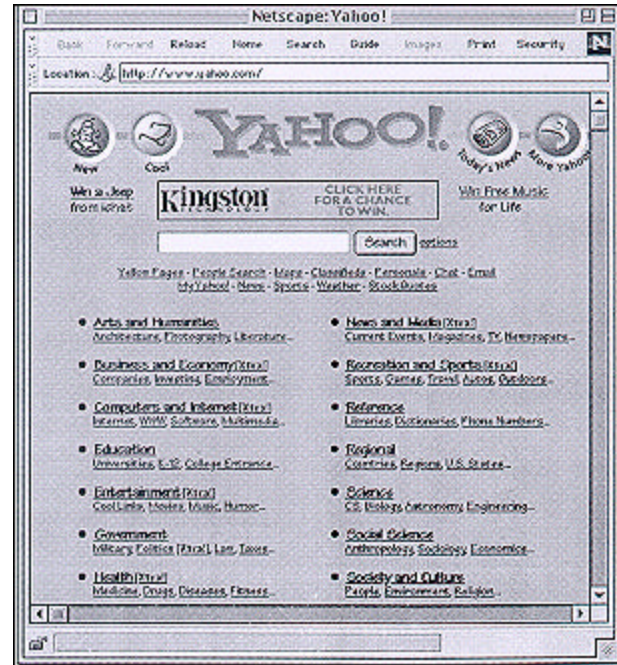 Netscape: Yahoo!
Back Forward Reload Home Search Guide Images Print Security N
Location: http://www.yahoo.com/
New Cool YAHOO! Today's News More Yahoo!
Win a Jeep
from
KINGSTON
TECHNOLOGY
CLICK HERE
FOR A CHANCE
TO WIN.
Win Free Music
for Life
Search options
Yellow Pages - People Search - Maps - Classifieds - Personals - Chat - Email
My Yahoo! - News - Sports - Weather - Stock Quotes
Arts and Humanities
Architecture, Photography, Literature...
Business and Economy [Xtra!]
Companies, Investing, Employment...
Computers and Internet [Xtra!]
Internet, WWW, Software, Multimedia...
Education
Universities, K-12, College Entrance...
Entertainment [Xtra!]
Cool Links, Movies, Music, Humor...
Government
Military, Politics [Xtra!], Law, Taxes...
Health [Xtra!]
Medicine, Drugs, Diseases, Fitness...
News and Media [Xtra!]
Current Events, Magazines, TV, Newspapers...
Recreation and Sports [Xtra!]
Sports, Games, Travel, Autos, Outdoors...
Reference
Libraries, Dictionaries, Phone Numbers...
Regional
Countries, Regions, U.S. States...
Science
CS, Biology, Astronomy, Engineering...
Social Science
Anthropology, Sociology, Economics...
Society and Culture
People, Environment, Religion...